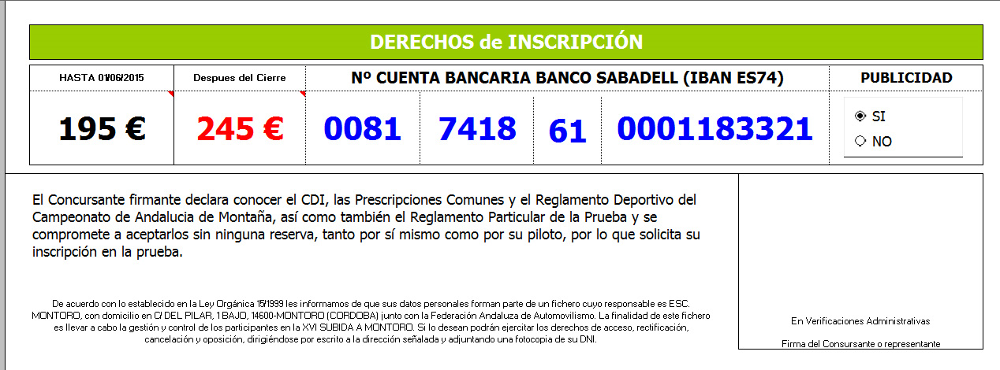 DERECHOS de INSCRIPCIÓN
HASTA 01/06/2015 Despues del Cierre Nº CUENTA BANCARIA BANCO SABADELL (IBAN ES74) PUBLICIDAD
195 € 245 € 0081 7418 61 0001183321
SI
NO
El Concursante firmante declara conocer el CDI, las Prescripciones Comunes y el Reglamento Deportivo del
Campeonato de Andalucia de Montaña, así como también el Reglamento Particular de la Prueba y se
compromete a aceptarlos sin ninguna reserva, tanto por sí mismo como por su piloto, por lo que solicita su
inscripción en la prueba.
De acuerdo con lo establecido en la Ley Orgánica 15/1999 les informamos de que sus datos personales forman parte de un fichero cuyo responsable es ESC.
MONTORO, con domicilio en C/ DEL PILAR, 1 BAJO, 14600-MONTORO (CORDOBA) junto con la Federación Andaluza de Automovilismo. La finalidad de este fichero
es llevar a cabo la gestión y control de los participantes en la XVI SUBIDA A MONTORO. Si lo desean podrán ejercitar los derechos de acceso, rectificación,
cancelación y oposición, dirigiéndose por escrito a la dirección señalada y adjuntando una fotocopia de su DNI.
En Verificaciones Administrativas
Firma del Consursante o representante